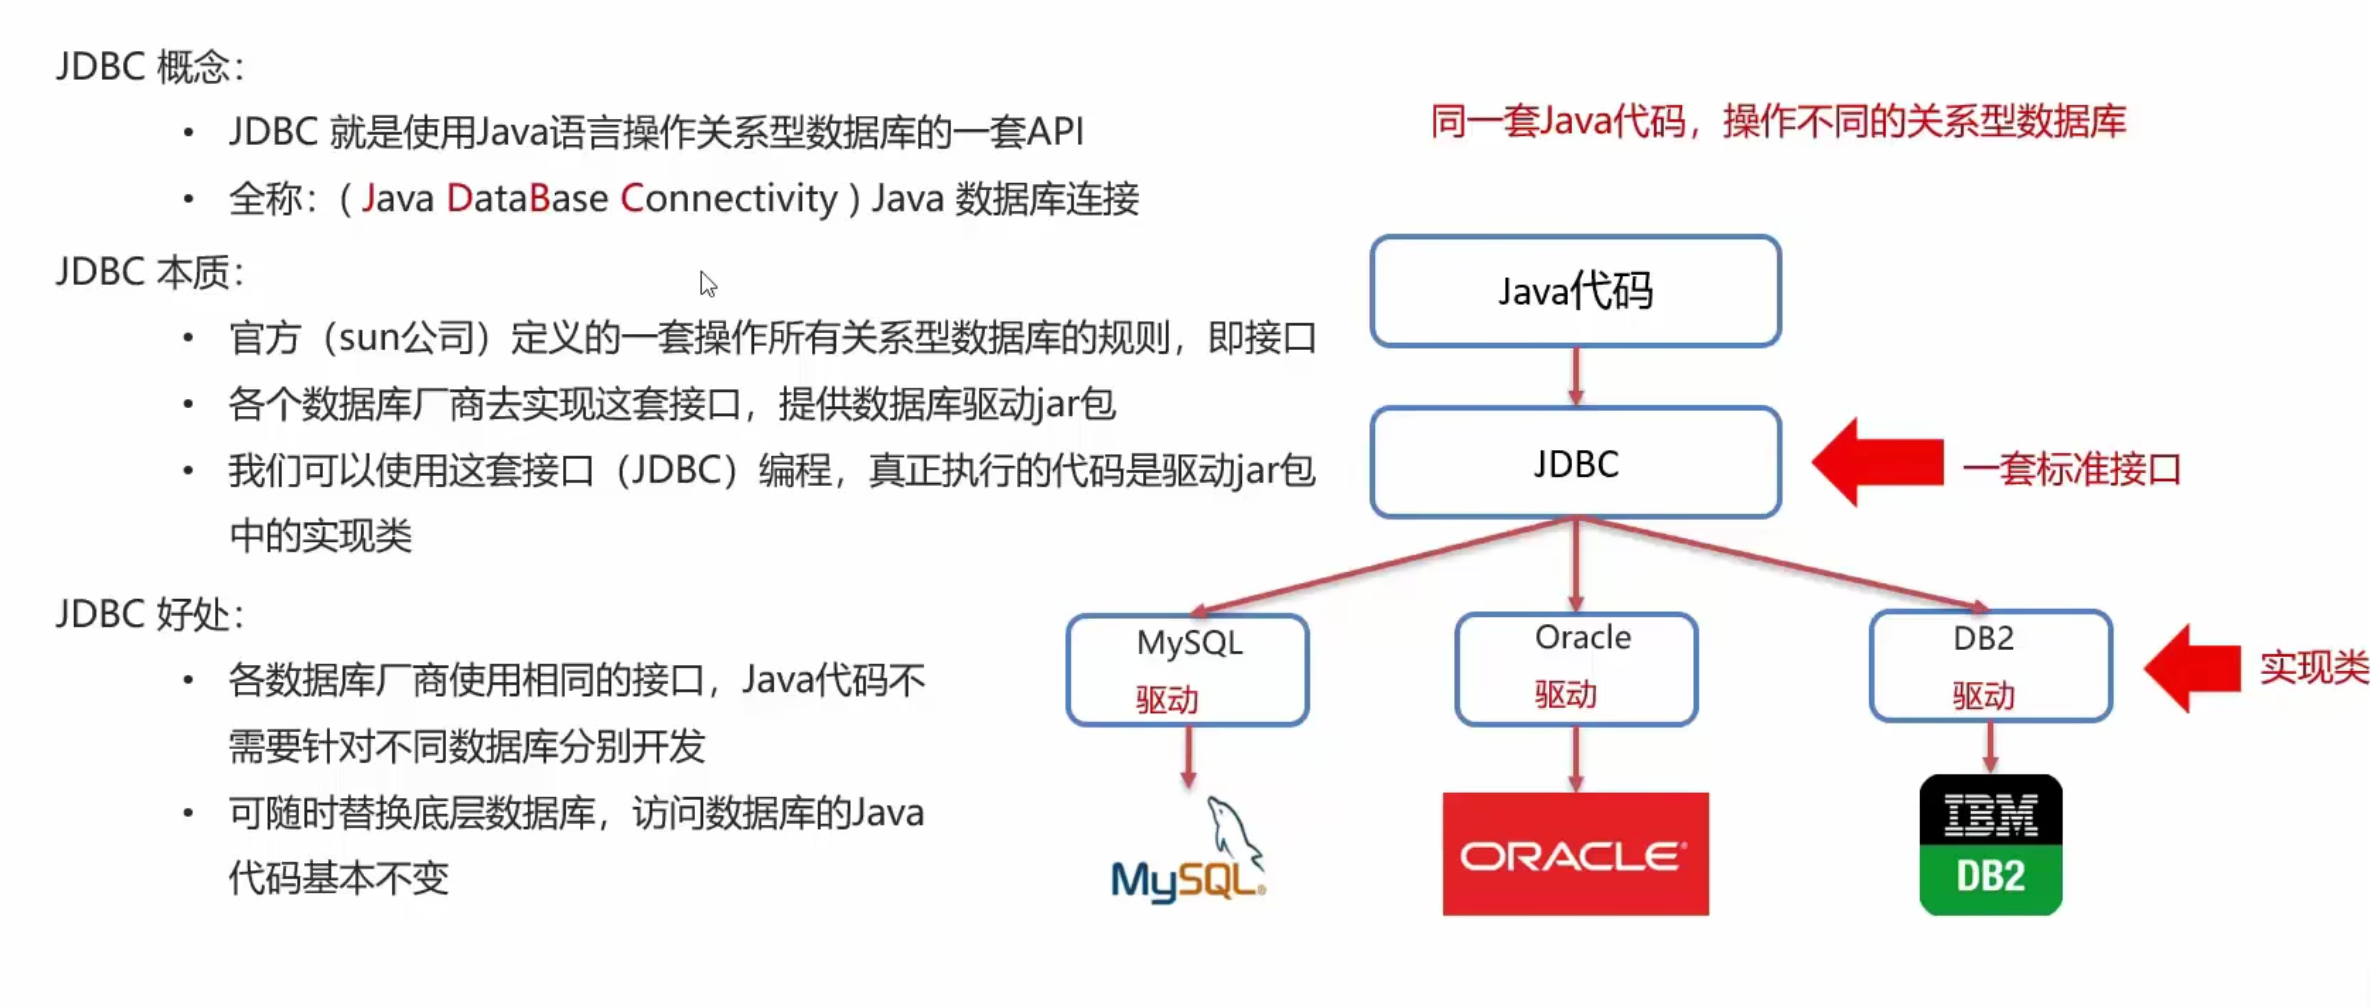 JDBC 概念：
• JDBC 就是使用Java语言操作关系型数据库的一套API
• 全称：( Java DataBase Connectivity ) Java 数据库连接
JDBC 本质：
• 官方（sun公司）定义的一套操作所有关系型数据库的规则，即接口
• 各个数据库厂商去实现这套接口，提供数据库驱动jar包
• 我们可以使用这套接口（JDBC）编程，真正执行的代码是驱动jar包
中的实现类
JDBC 好处：
• 各数据库厂商使用相同的接口，Java代码不
需要针对不同数据库分别开发
• 可随时替换底层数据库，访问数据库的Java
代码基本不变
同一套Java代码，操作不同的关系型数据库
Java代码
JDBC
一套标准接口
MySQL
驱动
Oracle
驱动
DB2
驱动
实现类
MySQL®
ORACLE®
IBM
DB2